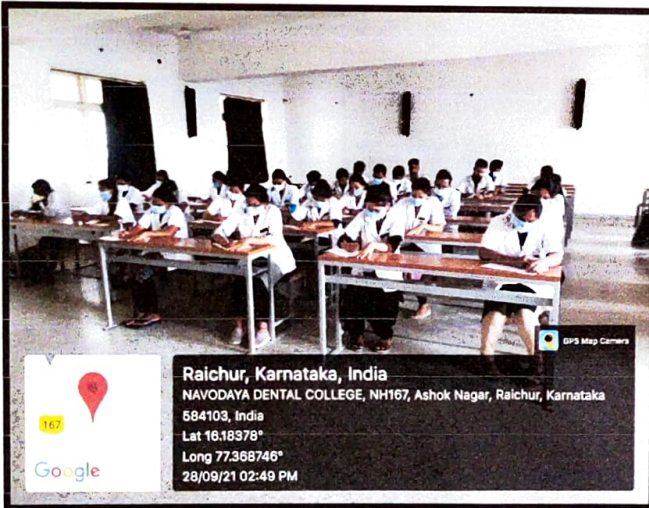 GPS Map Camera
Raichur, Karnataka, India
NAVODAYA DENTAL COLLEGE, NH167, Ashok Nagar, Raichur, Karnataka
584103, India
Lat 16.18378°
Long 77.368746°
28/09/21 02:49 PM
167
Google